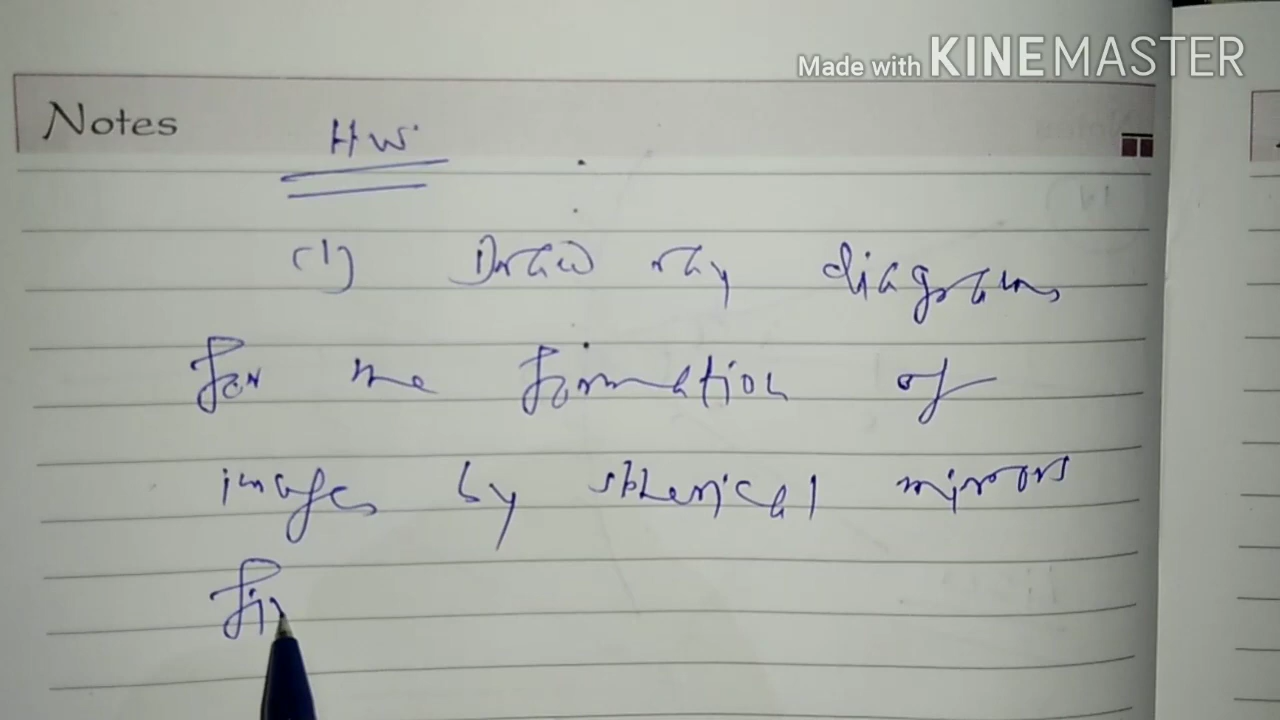 Made with KINEMASTER
Notes
HW
(1) Draw ray diagrams
for the formation of
images by spherical mirrors